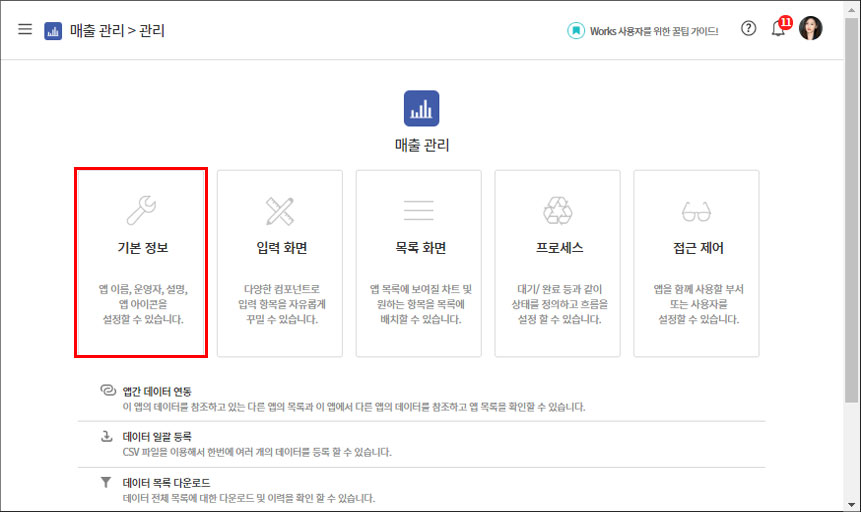 매출 관리 > 관리
Works 사용자를 위한 꿀팁 가이드!
11
매출 관리
기본 정보
앱 이름, 운영자, 설명,
앱 아이콘을
설정할 수 있습니다.
입력 화면
다양한 컴포넌트로
입력 항목을 자유롭게
꾸밀 수 있습니다.
목록 화면
앱 목록에 보여질 차트 및
원하는 항목을 목록에
배치할 수 있습니다.
프로세스
대기/ 완료 등과 같이
상태를 정의하고 흐름을
설정 할 수 있습니다.
접근 제어
앱을 함께 사용할 부서
또는 사용자를
설정할 수 있습니다.
앱간 데이터 연동
이 앱의 데이터를 참조하고 있는 다른 앱의 목록과 이 앱에서 다른 앱의 데이터를 참조하고 앱 목록을 확인할 수 있습니다.
데이터 일괄 등록
CSV 파일을 이용해서 한번에 여러 개의 데이터를 등록 할 수 있습니다.
데이터 목록 다운로드
데이터 전체 목록에 대한 다운로드 및 이력을 확인 할 수 있습니다.